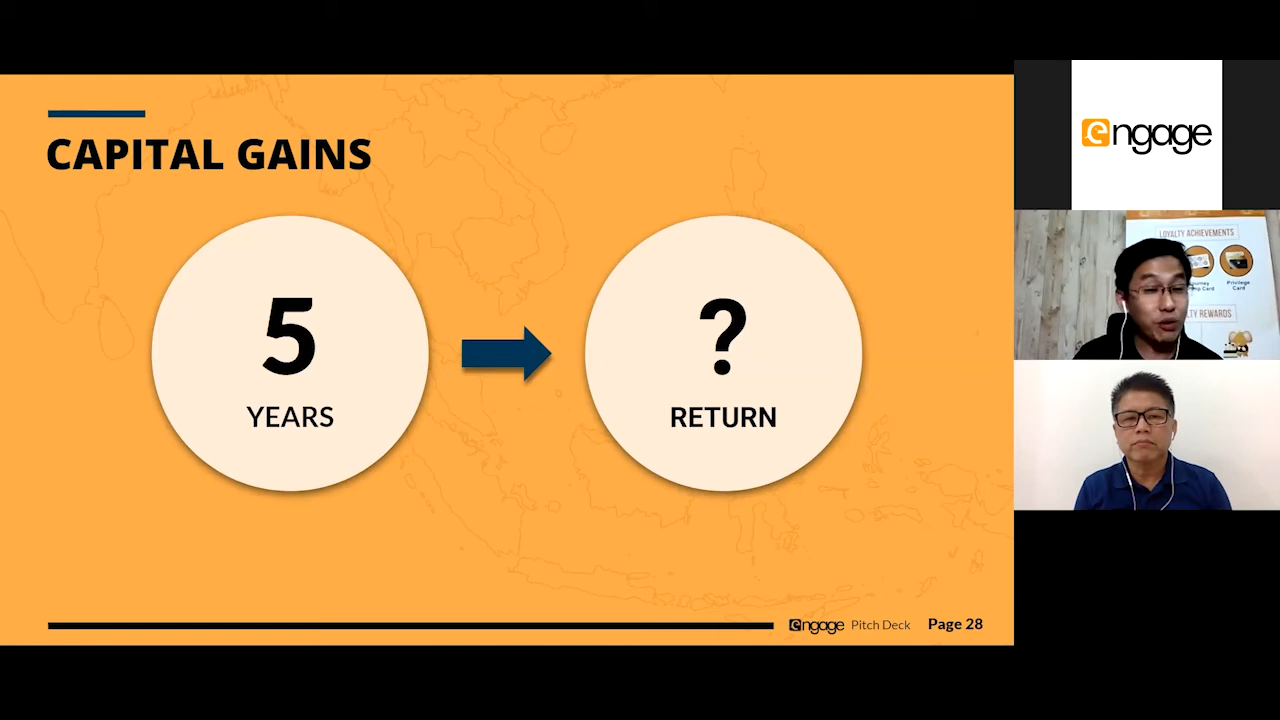 CAPITAL GAINS
5
YEARS
?
RETURN
engage Pitch Deck Page 28
engage
LOYALTY ACHIEVEMENTS
Privilege
Card